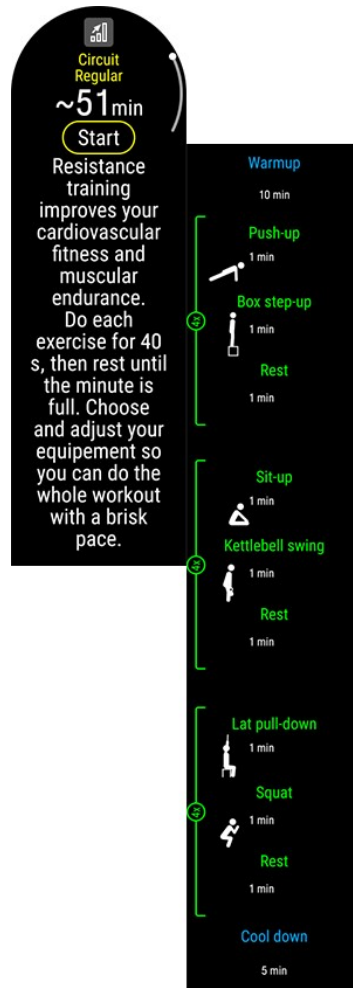 Circuit
Regular
~51min
Start
Resistance
training
improves your
cardiovascular
fitness and
muscular
endurance.
Do each
exercise for 40
s, then rest until
the minute is
full. Choose
and adjust your
equipement so
you can do the
whole workout
with a brisk
pace.
Warmup
10 min
Push-up
1 min
Box step-up
4x
1 min
Rest
1 min
Sit-up
1 min
Kettlebell swing
4x
1 min
Rest
1 min
Lat pull-down
1 min
Squat
4x
1 min
Rest
1 min
Cool down
5 min